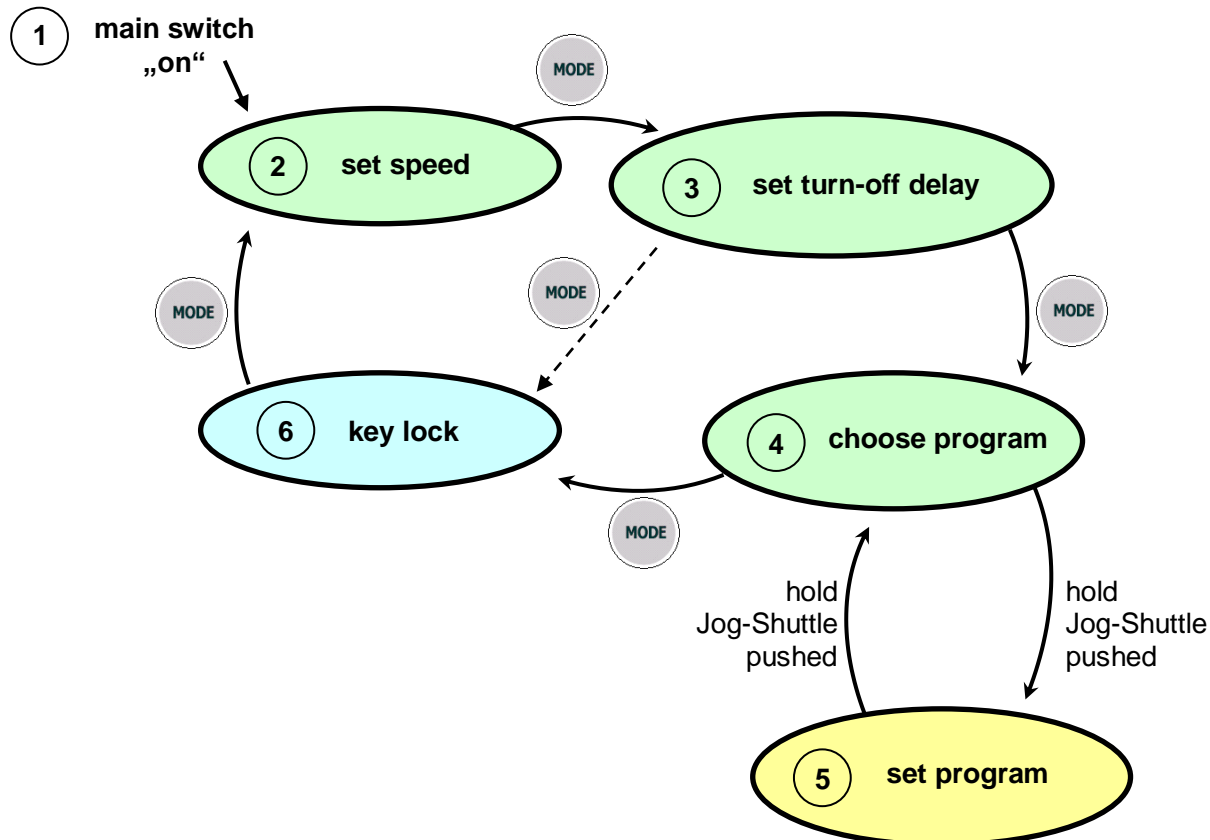 1
main switch
„on“
MODE
2
set speed
3
set turn-off delay
MODE
MODE
MODE
6
key lock
4
choose program
MODE
hold
Jog-Shuttle
pushed
hold
Jog-Shuttle
pushed
5
set program